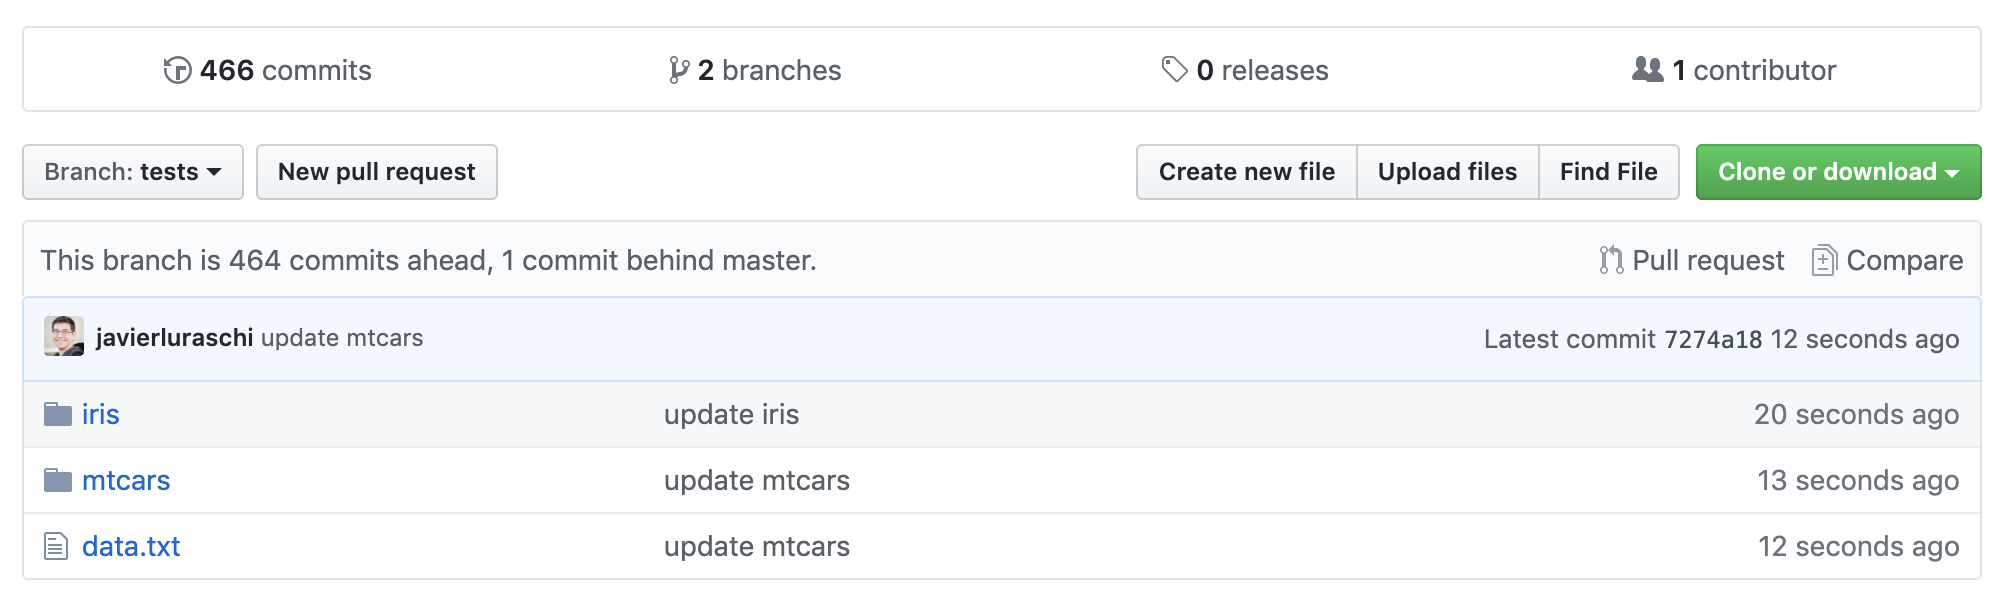 466 commits 2 branches 0 releases 1 contributor
Branch: tests New pull request Create new file Upload files Find File Clone or download
This branch is 464 commits ahead, 1 commit behind master. Pull request Compare
javierluraschi update mtcars Latest commit 7274a18 12 seconds ago
iris update iris 20 seconds ago
mtcars update mtcars 13 seconds ago
data.txt update mtcars 12 seconds ago